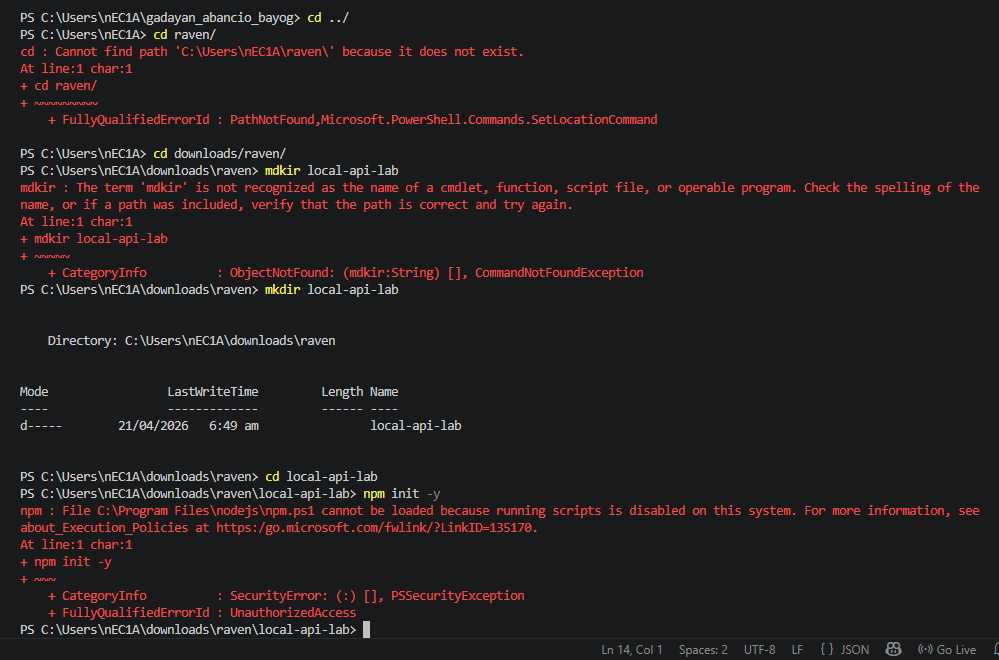 PS C:\Users\nEC1A\gadayan_abancio_bayog> cd ../
PS C:\Users\nEC1A> cd raven/
cd : Cannot find path 'C:\Users\nEC1A\raven\' because it does not exist.
At line:1 char:1
+ cd raven/
+ ~~~~~~~~~
    + FullyQualifiedErrorId : PathNotFound,Microsoft.PowerShell.Commands.SetLocationCommand
PS C:\Users\nEC1A> cd downloads/raven/
PS C:\Users\nEC1A\downloads\raven> mdkir local-api-lab
mdkir : The term 'mdkir' is not recognized as the name of a cmdlet, function, script file, or operable program. Check the spelling of the
name, or if a path was included, verify that the path is correct and try again.
At line:1 char:1
+ mdkir local-api-lab
+ ~~~~~
    + CategoryInfo          : ObjectNotFound: (mdkir:String) [], CommandNotFoundException
PS C:\Users\nEC1A\downloads\raven> mkdir local-api-lab
    Directory: C:\Users\nEC1A\downloads\raven
Mode                 LastWriteTime         Length Name
----                 -------------         ------ ----
d-----        21/04/2026   6:49 am                local-api-lab
PS C:\Users\nEC1A\downloads\raven> cd local-api-lab
PS C:\Users\nEC1A\downloads\raven\local-api-lab> npm init -y
npm : File C:\Program Files\nodejs\npm.ps1 cannot be loaded because running scripts is disabled on this system. For more information, see
about_Execution_Policies at https:/go.microsoft.com/fwlink/?LinkID=135170.
At line:1 char:1
+ npm init -y
+ ~~~
    + CategoryInfo          : SecurityError: (:) [], PSSecurityException
    + FullyQualifiedErrorId : UnauthorizedAccess
PS C:\Users\nEC1A\downloads\raven\local-api-lab>
Ln 14, Col 1 Spaces: 2 UTF-8 LF {} JSON Go Live